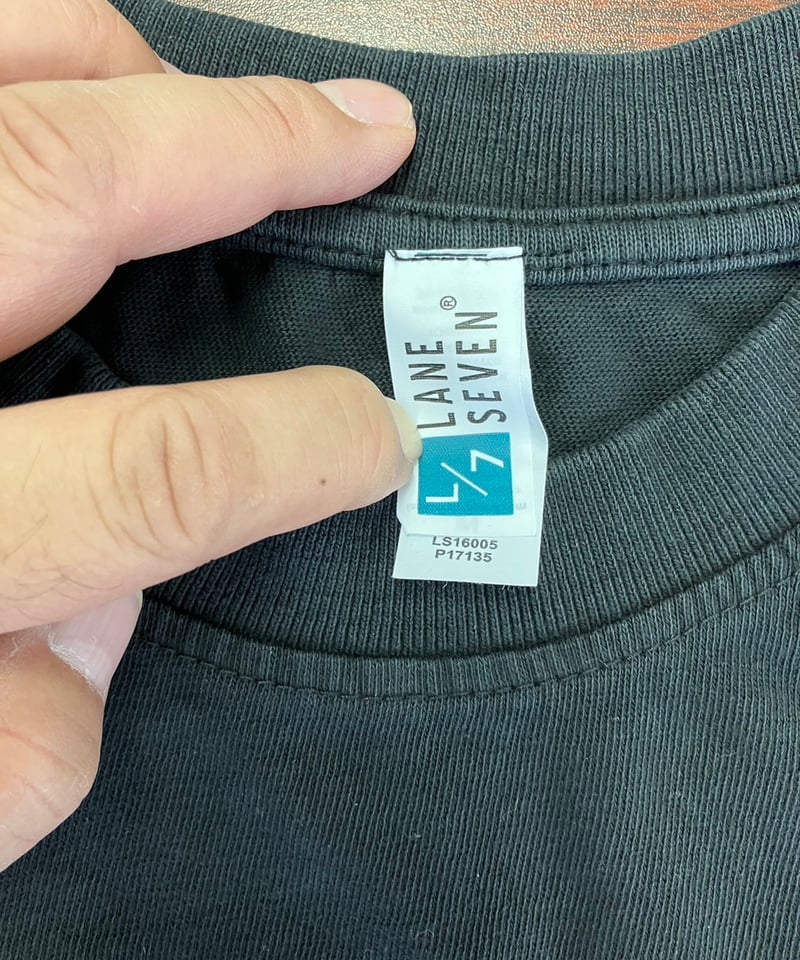 LANE
SEVEN®
L/7
LS16005
P17135